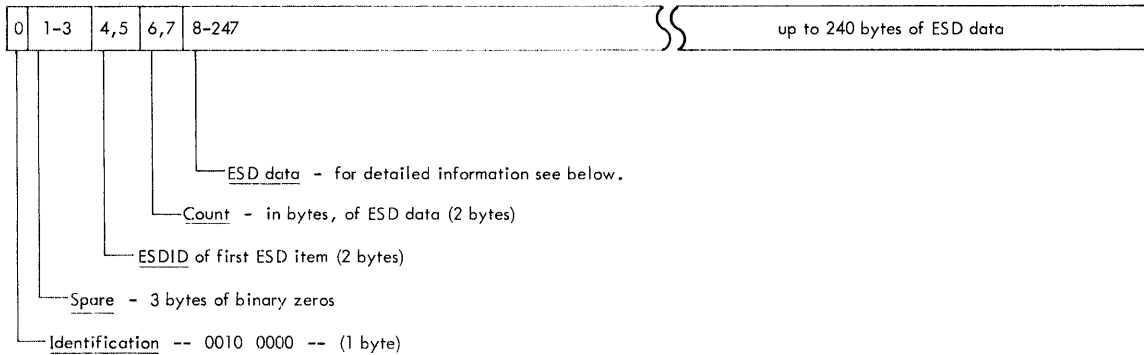 0 1-3 4,5 6,7 8-247 up to 240 bytes of ESD data
ESD data - for detailed information see below.
Count - in bytes, of ESD data (2 bytes)
ESDID of first ESD item (2 bytes)
Spare - 3 bytes of binary zeros
Identification -- 0010 0000 -- (1 byte)